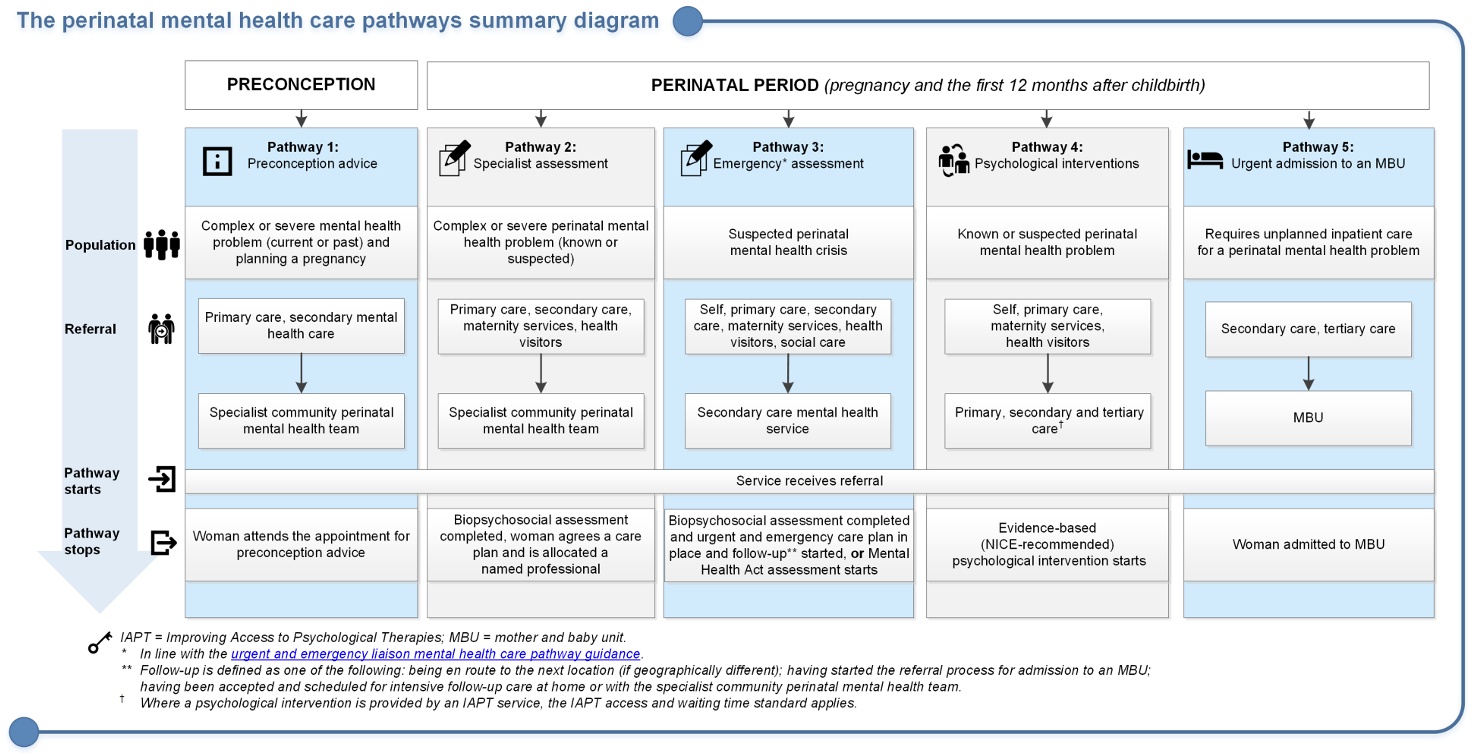 The perinatal mental health care pathways summary diagram
PRECONCEPTION
PERINATAL PERIOD (pregnancy and the first 12 months after childbirth)
Pathway 1:
Preconception advice
Pathway 2:
Specialist assessment
Pathway 3:
Emergency* assessment
Pathway 4:
Psychological interventions
Pathway 5:
Urgent admission to an MBU
Population
Complex or severe mental health
problem (current or past) and
planning a pregnancy
Complex or severe perinatal mental
health problem (known or
suspected)
Suspected perinatal
mental health crisis
Known or suspected perinatal
mental health problem
Requires unplanned inpatient care
for a perinatal mental health problem
Referral
Primary care, secondary mental
health care
Primary care, secondary care,
maternity services, health
visitors
Self, primary care, secondary
care, maternity services, health
visitors, social care
Self, primary care,
maternity services,
health visitors
Secondary care, tertiary care
Specialist community perinatal
mental health team
Specialist community perinatal
mental health team
Secondary care mental health
service
Primary, secondary and tertiary
care†
MBU
Pathway
starts
Service receives referral
Pathway
stops
Woman attends the appointment for
preconception advice
Biopsychosocial assessment
completed, woman agrees a care
plan and is allocated a
named professional
Biopsychosocial assessment completed
and urgent and emergency care plan in
place and follow-up** started, or Mental
Health Act assessment starts
Evidence-based
(NICE-recommended)
psychological intervention starts
Woman admitted to MBU
IAPT = Improving Access to Psychological Therapies; MBU = mother and baby unit.
* In line with the urgent and emergency liaison mental health care pathway guidance.
** Follow-up is defined as one of the following: being en route to the next location (if geographically different); having started the referral process for admission to an MBU;
having been accepted and scheduled for intensive follow-up care at home or with the specialist community perinatal mental health team.
† Where a psychological intervention is provided by an IAPT service, the IAPT access and waiting time standard applies.